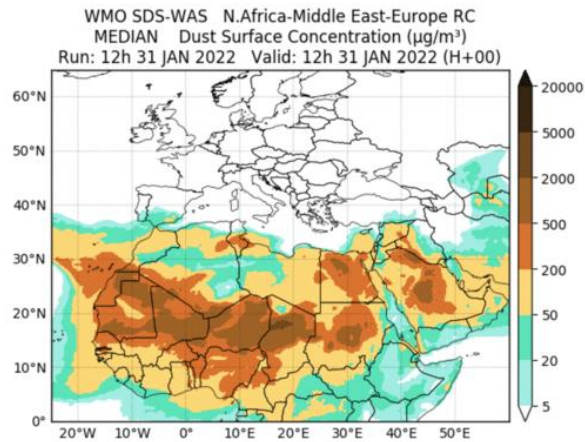 WMO SDS-WAS N.Africa-Middle East-Europe RC
MEDIAN Dust Surface Concentration (µg/m³)
Run: 12h 31 JAN 2022 Valid: 12h 31 JAN 2022 (H+00)
60°N
50°N
40°N
30°N
20°N
10°N
0°
20°W
10°W
0°
10°E
20°E
30°E
40°E
50°E
20000
5000
2000
500
200
50
20
5